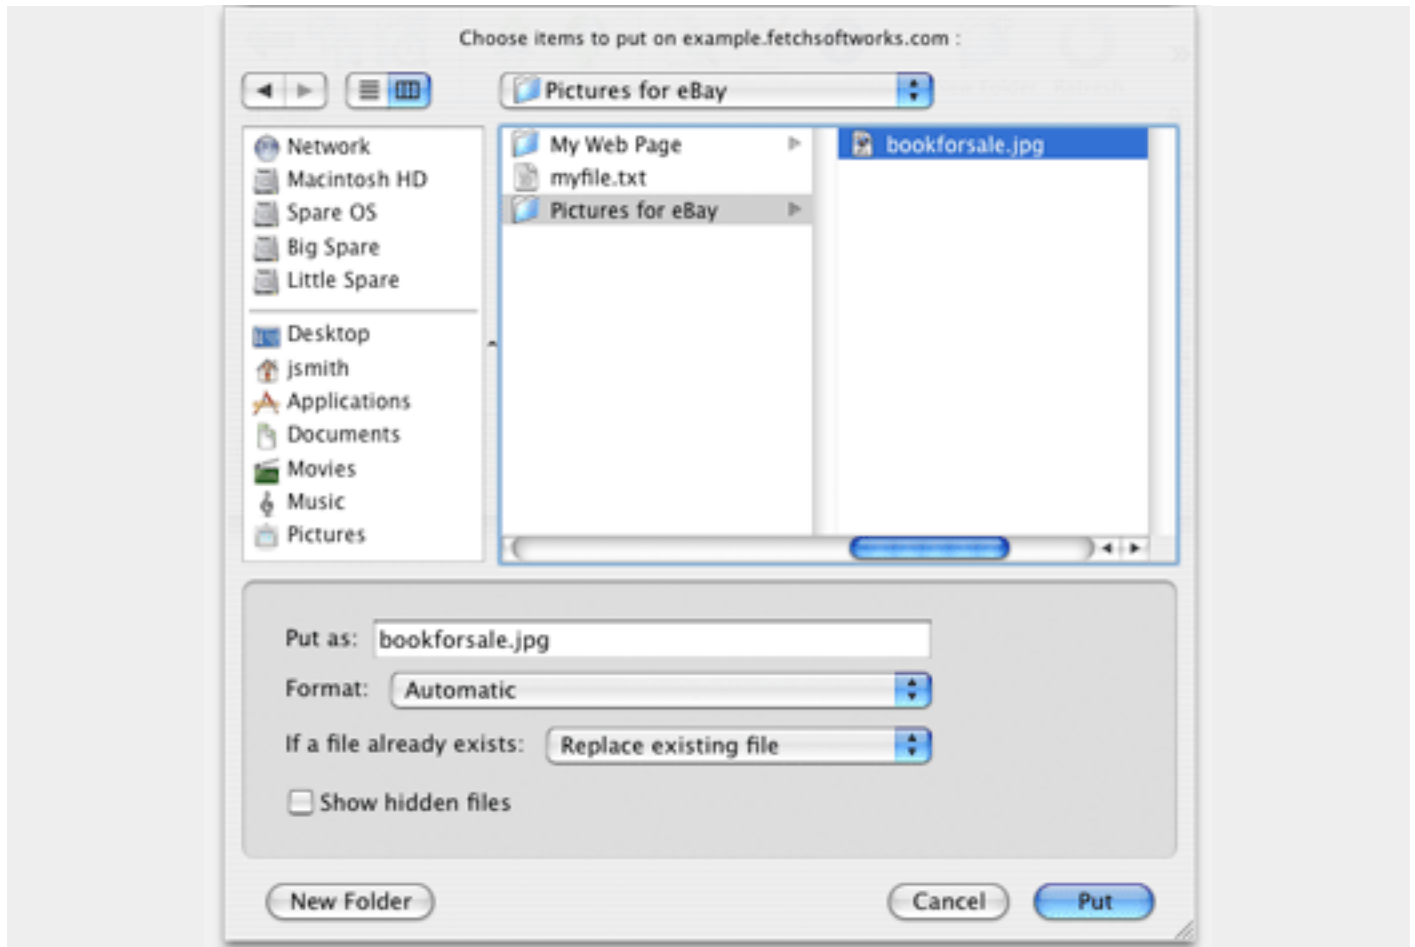 Choose items to put on example.fetchsoftworks.com :
Pictures for eBay
Network
Macintosh HD
Spare OS
Big Spare
Little Spare
Desktop
jsmith
Applications
Documents
Movies
Music
Pictures
My Web Page
myfile.txt
Pictures for eBay
bookforsale.jpg
Put as: bookforsale.jpg
Format: Automatic
If a file already exists: Replace existing file
Show hidden files
New Folder Cancel Put